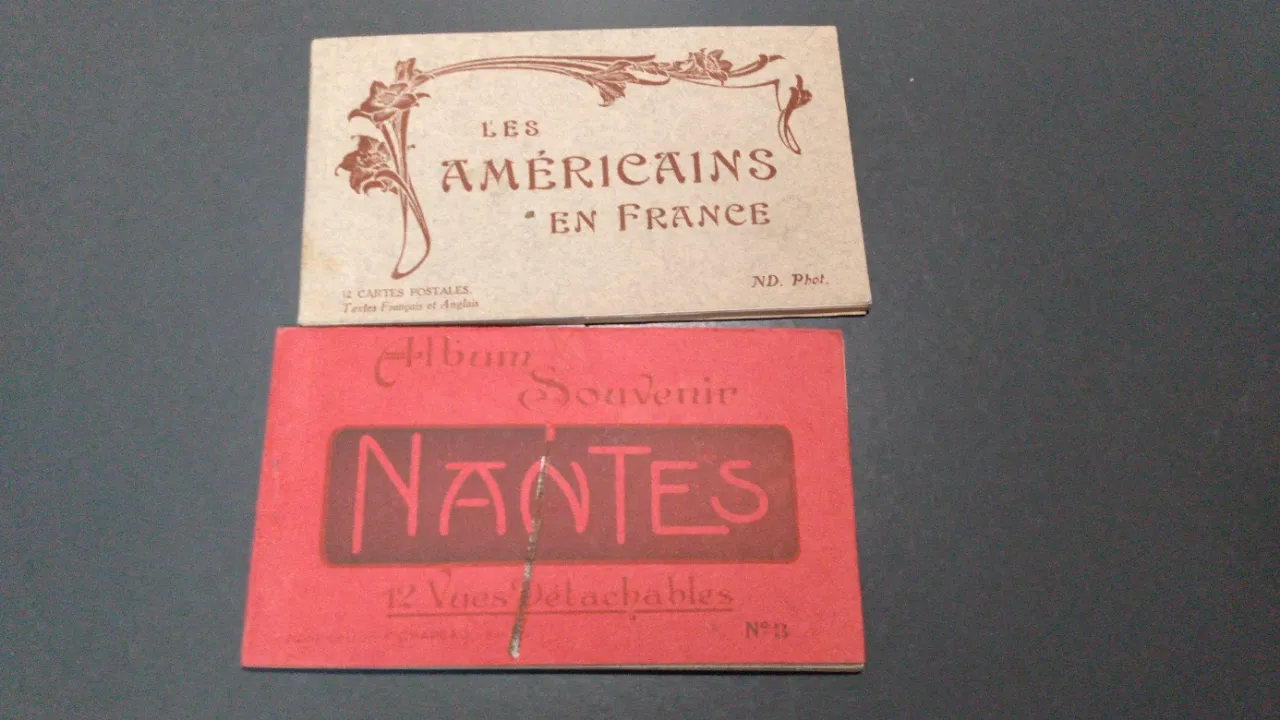 LES
AMÉRICAINS
EN FRANCE
ND. Phot.
12 CARTES POSTALES.
Textes Français et Anglais
Album
Souvenir
NANTES
12 Vues Détachables
Nº B